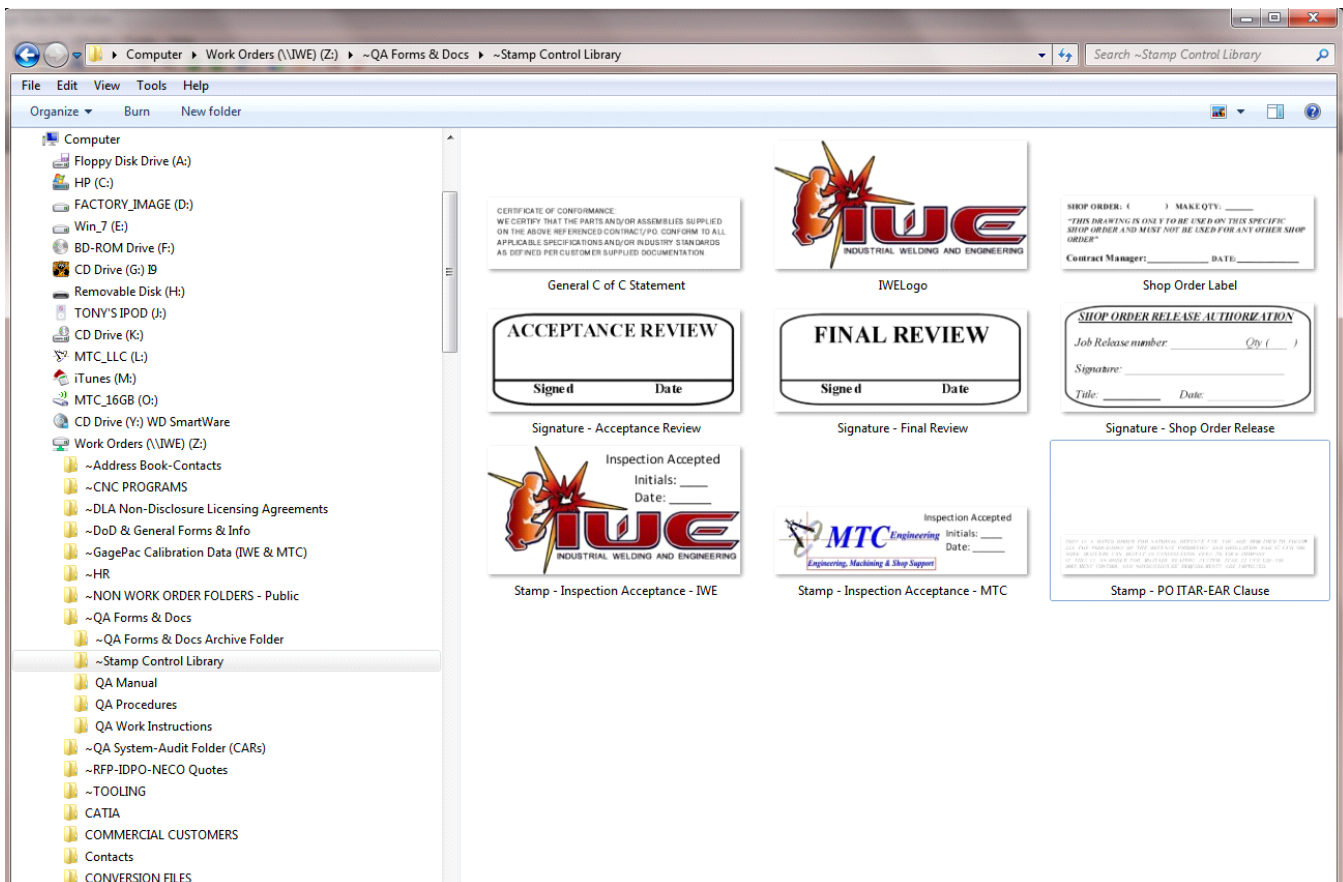 Computer ▸ Work Orders (\\IWE) (Z:) ▸ ~QA Forms & Docs ▸ ~Stamp Control Library
Search ~Stamp Control Library
File Edit View Tools Help
Organize Burn New folder
Computer
Floppy Disk Drive (A:)
HP (C:)
FACTORY_IMAGE (D:)
Win_7 (E:)
BD-ROM Drive (F:)
CD Drive (G:) I9
Removable Disk (H:)
TONY'S IPOD (J:)
CD Drive (K:)
MTC_LLC (L:)
iTunes (M:)
MTC_16GB (O:)
CD Drive (Y:) WD SmartWare
Work Orders (\\IWE) (Z:)
~Address Book-Contacts
~CNC PROGRAMS
~DLA Non-Disclosure Licensing Agreements
~DoD & General Forms & Info
~GagePac Calibration Data (IWE & MTC)
~HR
~NON WORK ORDER FOLDERS - Public
~QA Forms & Docs
~QA Forms & Docs Archive Folder
~Stamp Control Library
QA Manual
QA Procedures
QA Work Instructions
~QA System-Audit Folder (CARs)
~RFP-IDPO-NECO Quotes
~TOOLING
CATIA
COMMERCIAL CUSTOMERS
Contacts
CONVERSION FILES
CERTIFICATE OF CONFORMANCE:
WE CERTIFY THAT THE PARTS AND/OR ASSEMBLIES SUPPLIED
ON THE ABOVE REFERENCED CONTRACT/PO. CONFORM TO ALL
APPLICABLE SPECIFICATIONS AND/OR INDUSTRY STANDARDS
AS DEFINED PER CUSTOMER SUPPLIED DOCUMENTATION.
General C of C Statement
IWE
INDUSTRIAL WELDING AND ENGINEERING
IWELogo
SHOP ORDER: ( ) MAKE QTY: _____
"THIS DRAWING IS ONLY TO BE USED ON THIS SPECIFIC
SHOP ORDER AND MUST NOT BE USED FOR ANY OTHER SHOP
ORDER"
Contract Manager:____________ DATE:____________
Shop Order Label
ACCEPTANCE REVIEW
Signed Date
Signature - Acceptance Review
FINAL REVIEW
Signed Date
Signature - Final Review
SHOP ORDER RELEASE AUTHORIZATION
Job Release number: ____________ Qty ( )
Signature: ____________
Title: __________ Date: ____________
Signature - Shop Order Release
Inspection Accepted
Initials: ____
Date: ______
IWE
INDUSTRIAL WELDING AND ENGINEERING
Stamp - Inspection Acceptance - IWE
Inspection Accepted
MTC Engineering Initials: ____
Date: _____
Engineering, Machining & Shop Support
Stamp - Inspection Acceptance - MTC
Stamp - PO ITAR-EAR Clause